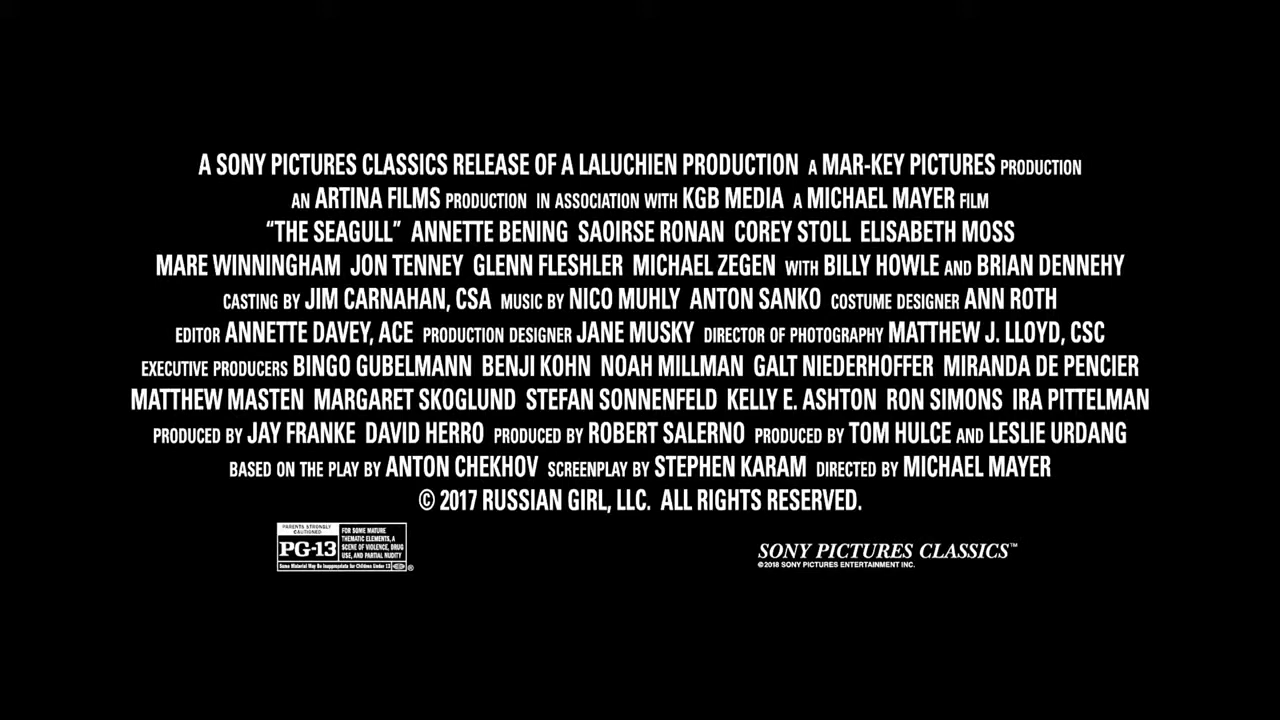 A SONY PICTURES CLASSICS RELEASE OF A LALUCHIEN PRODUCTION A MAR-KEY PICTURES PRODUCTION
AN ARTINA FILMS PRODUCTION IN ASSOCIATION WITH KGB MEDIA A MICHAEL MAYER FILM
“THE SEAGULL” ANNETTE BENING SAOIRSE RONAN COREY STOLL ELISABETH MOSS
MARE WINNINGHAM JON TENNEY GLENN FLESHLER MICHAEL ZEGEN WITH BILLY HOWLE AND BRIAN DENNEHY
CASTING BY JIM CARNAHAN, CSA MUSIC BY NICO MUHLY ANTON SANKO COSTUME DESIGNER ANN ROTH
EDITOR ANNETTE DAVEY, ACE PRODUCTION DESIGNER JANE MUSKY DIRECTOR OF PHOTOGRAPHY MATTHEW J. LLOYD, CSC
EXECUTIVE PRODUCERS BINGO GUBELMANN BENJI KOHN NOAH MILLMAN GALT NIEDERHOFFER MIRANDA DE PENCIER
MATTHEW MASTEN MARGARET SKOGLUND STEFAN SONNENFELD KELLY E. ASHTON RON SIMONS IRA PITTELMAN
PRODUCED BY JAY FRANKE DAVID HERRO PRODUCED BY ROBERT SALERNO PRODUCED BY TOM HULCE AND LESLIE URDANG
BASED ON THE PLAY BY ANTON CHEKHOV SCREENPLAY BY STEPHEN KARAM DIRECTED BY MICHAEL MAYER
© 2017 RUSSIAN GIRL, LLC. ALL RIGHTS RESERVED.
PARENTS STRONGLY
CAUTIONED
PG-13
FOR SOME MATURE
THEMATIC ELEMENTS, A
SCENE OF VIOLENCE, DRUG
USE, AND PARTIAL NUDITY
Some Material May Be Inappropriate for Children Under 13
®
SONY PICTURES CLASSICS™
©2018 SONY PICTURES ENTERTAINMENT INC.